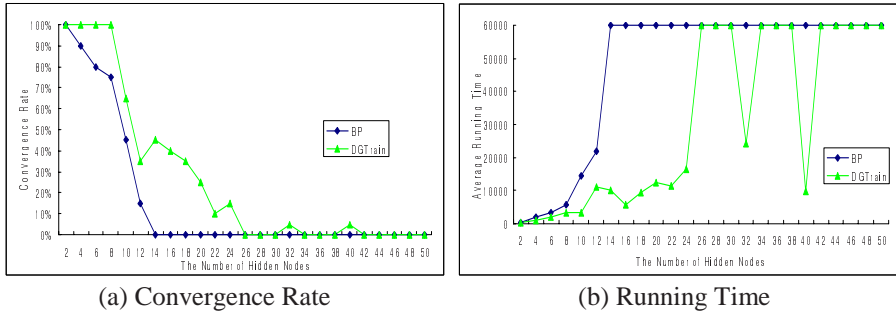 100%
90%
80%
70%
60%
50%
40%
30%
20%
10%
0%
Convergence Rate
BP
DGTrain
2 4 6 8 10 12 14 16 18 20 22 24 26 28 30 32 34 36 38 40 42 44 46 48 50
The Number of Hidden Nodes
(a) Convergence Rate
60000
50000
40000
30000
20000
10000
0
Average Running Time
BP
DGTrain
2 4 6 8 10 12 14 16 18 20 22 24 26 28 30 32 34 36 38 40 42 44 46 48 50
The Number of Hidden Nodes
(b) Running Time